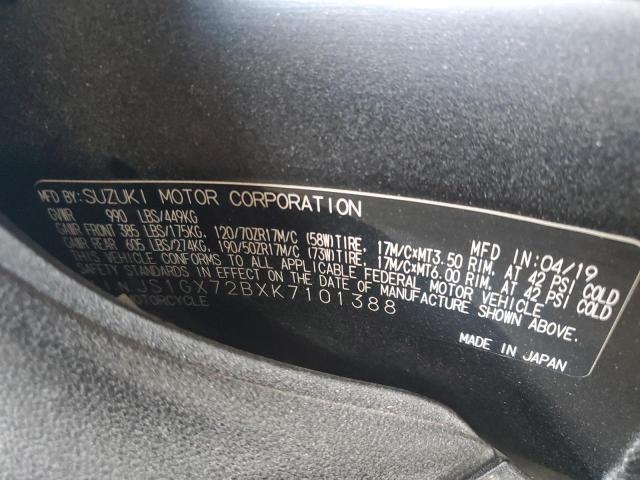 MFD BY:SUZUKI MOTOR CORPORATION MFD IN:04/19
GVWR 990 LBS/449KG
GAWR FRONT 385 LBS/175KG, 120/70ZR17M/C (58W)TIRE, 17M/C×MT3.50 RIM, AT 42 PSI COLD
GAWR REAR 605 LBS/274KG, 190/50ZR17M/C (73W)TIRE, 17M/C×MT6.00 RIM, AT 42 PSI COLD
THIS VEHICLE CONFORMS TO ALL APPLICABLE FEDERAL MOTOR VEHICLE
SAFETY STANDARDS IN EFFECT ON THE DATE OF MANUFACTURE SHOWN ABOVE.
JS1GX72BXK7101388
MOTORCYCLE MADE IN JAPAN